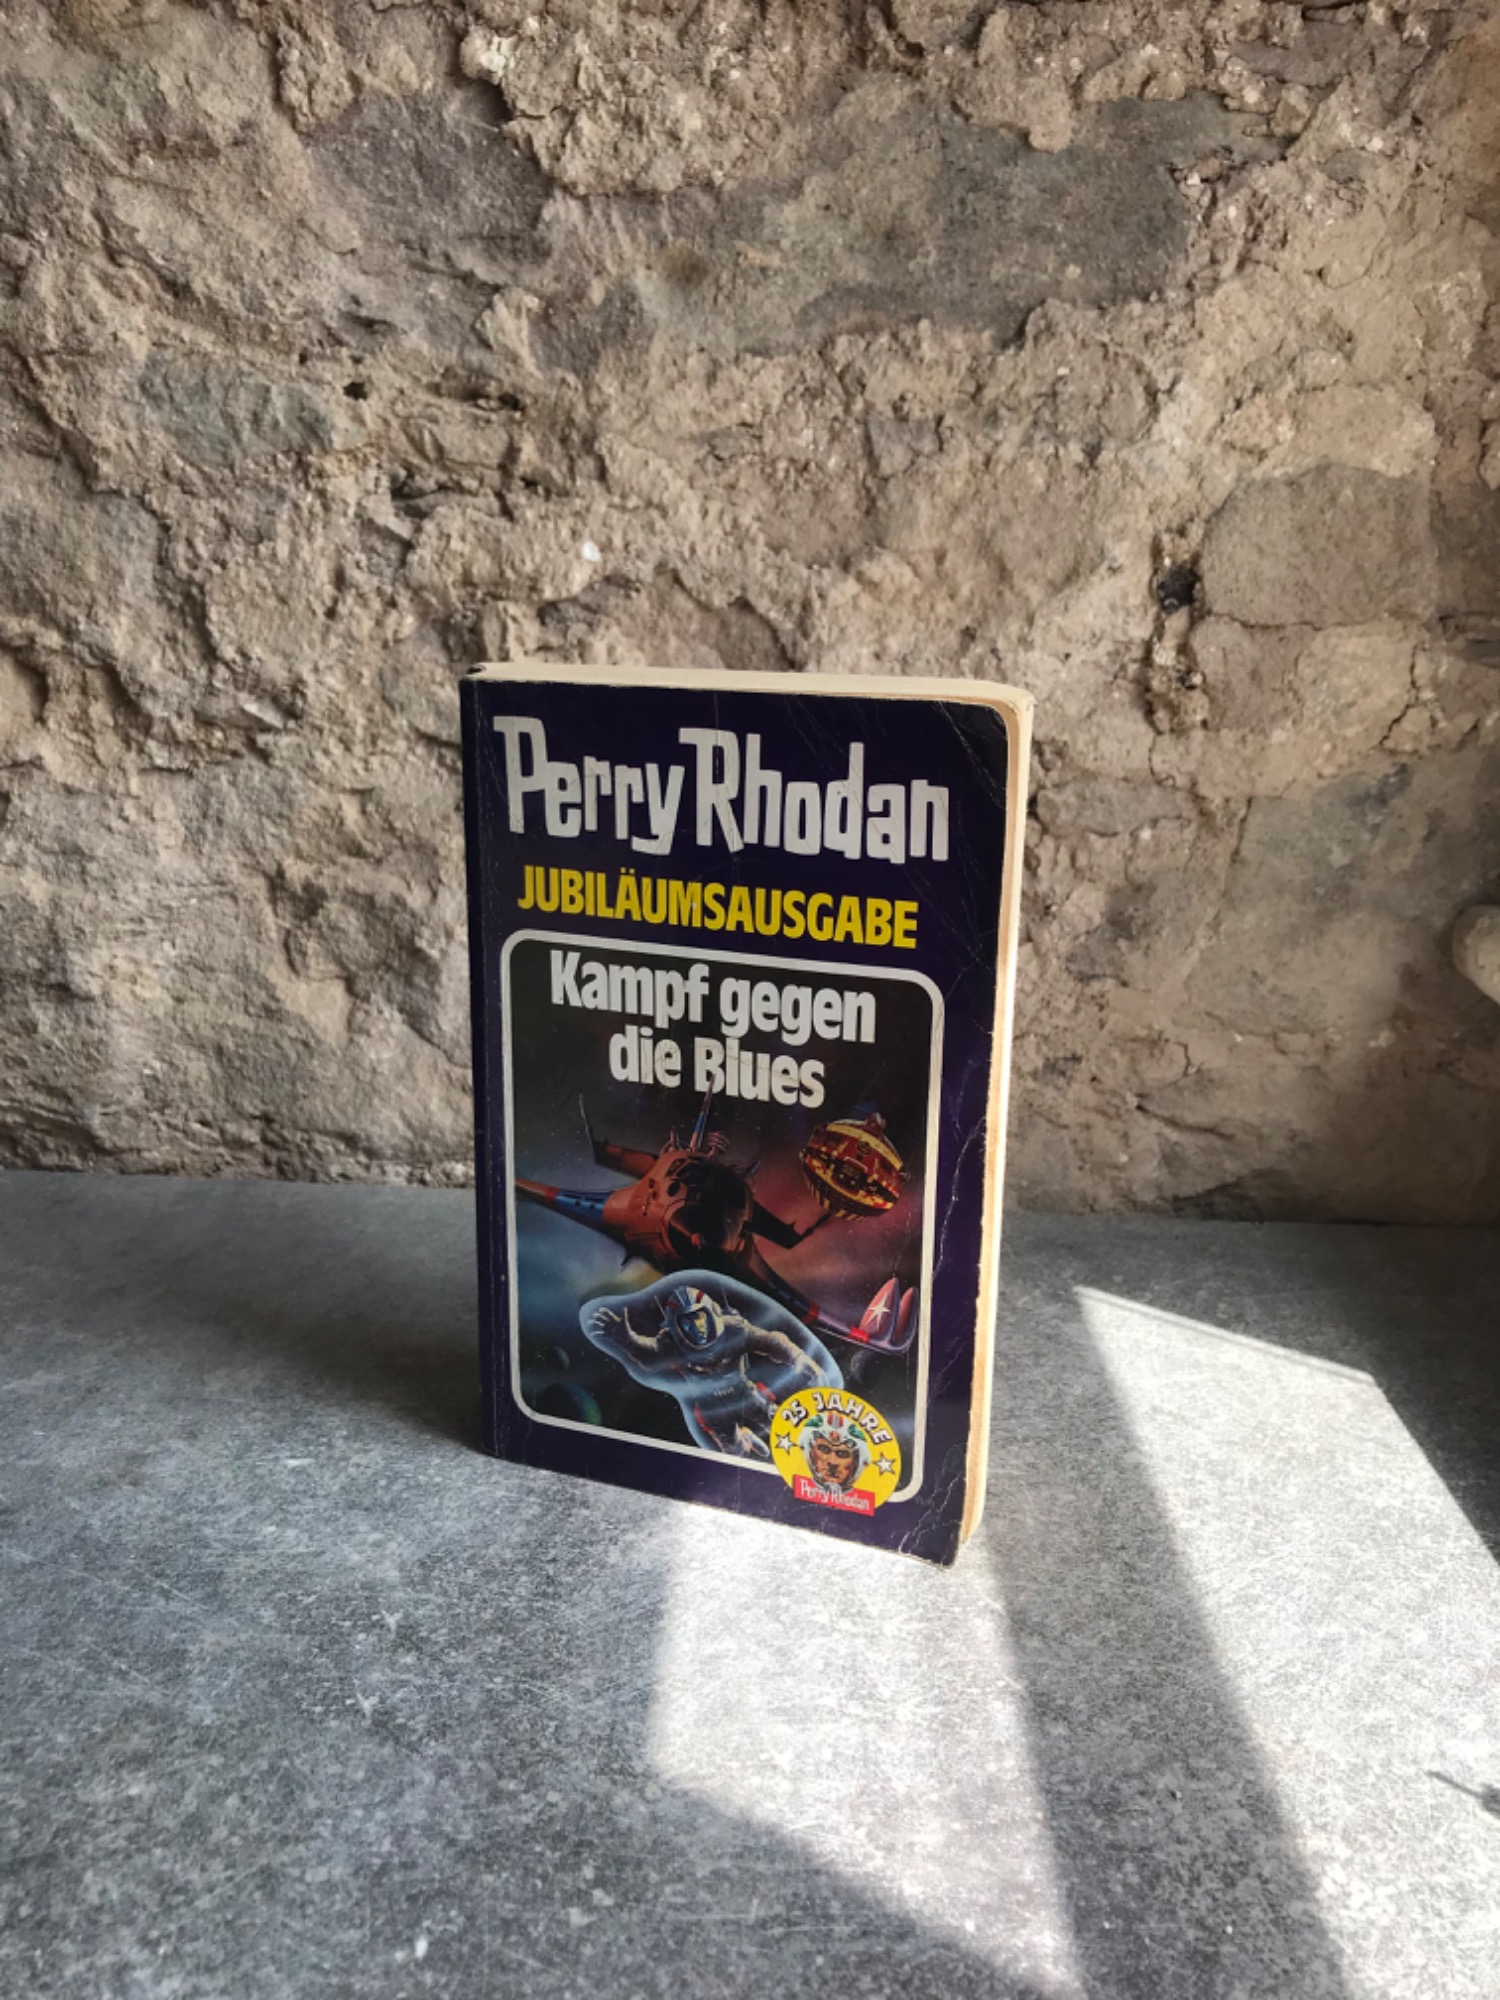 Perry Rhodan
JUBILÄUMSAUSGABE
Kampf gegen
die Blues
25 JAHRE
Perry Rhodan